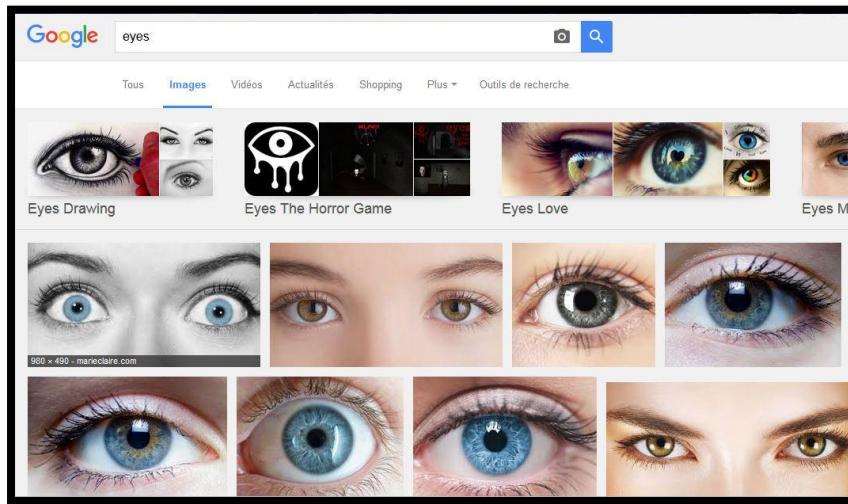 Google
eyes
Tous Images Vidéos Actualités Shopping Plus Outils de recherche
Eyes Drawing
Eyes The Horror Game
Eyes Love
Eyes M
980 × 490 - marieclaire.com